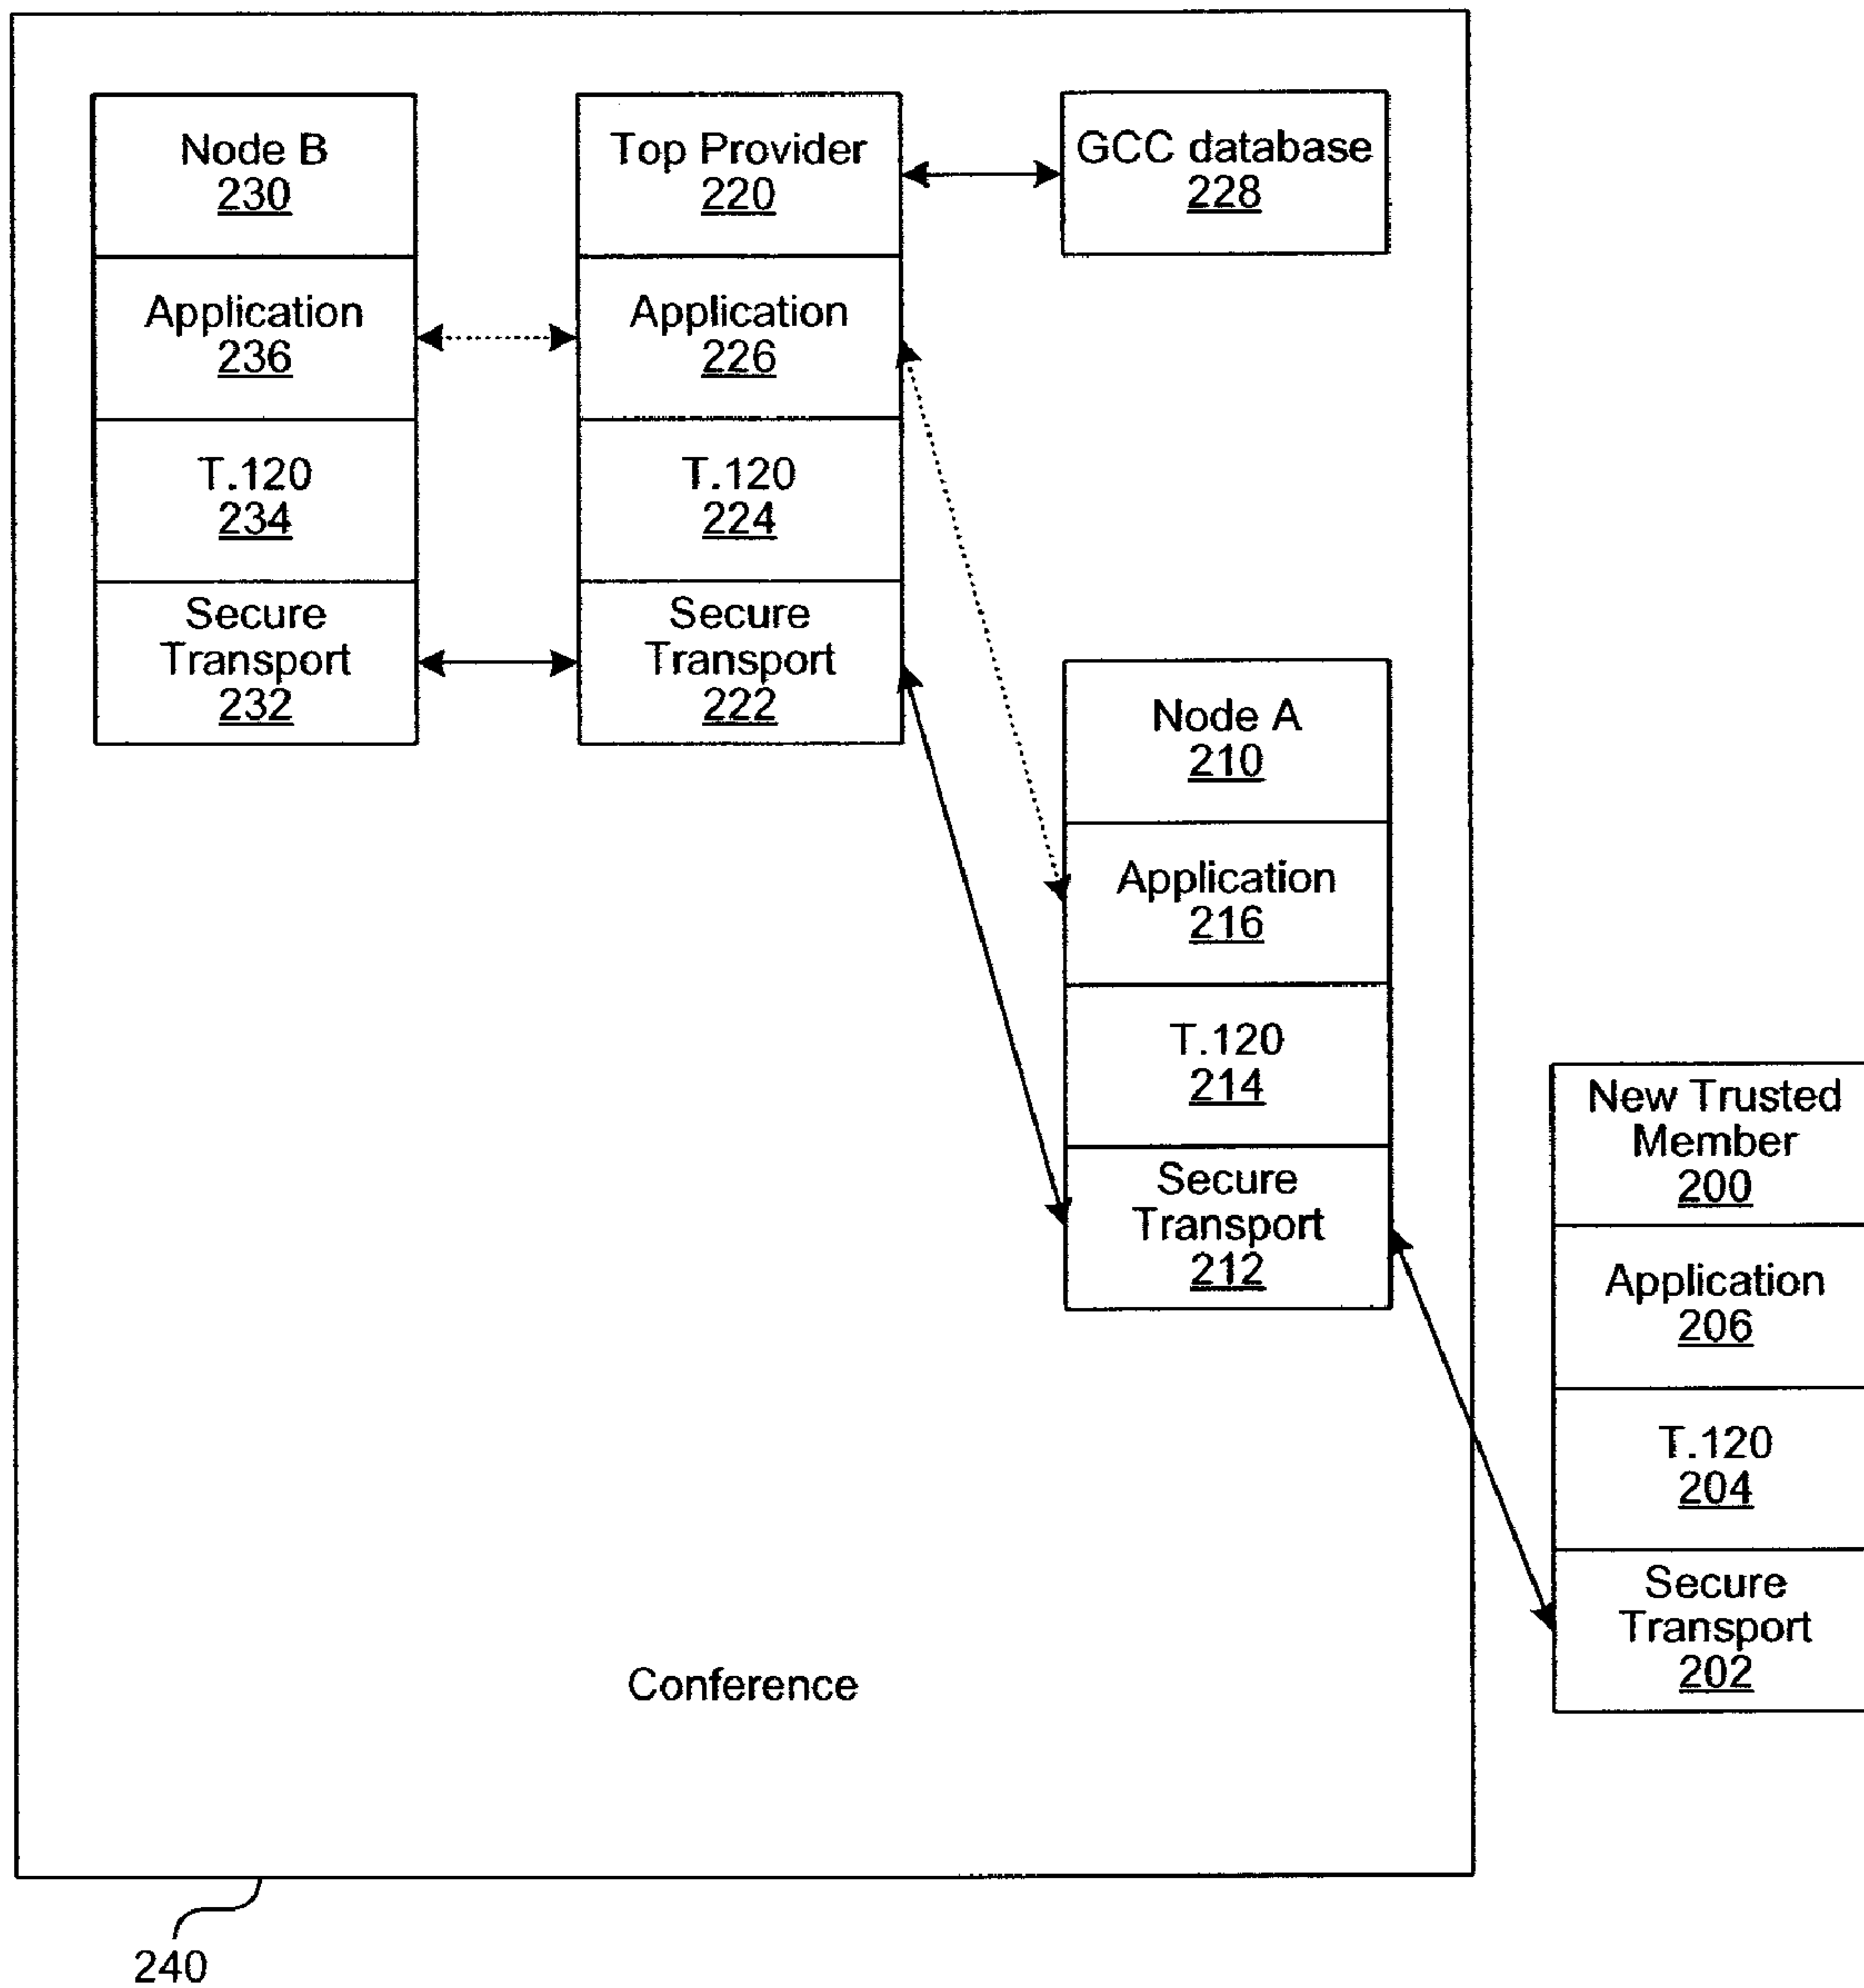 Node B
230
Application
236
T.120
234
Secure
Transport
232
Top Provider
220
Application
226
T.120
224
Secure
Transport
222
GCC database
228
Node A
210
Application
216
T.120
214
Secure
Transport
212
New Trusted
Member
200
Application
206
T.120
204
Secure
Transport
202
Conference
240